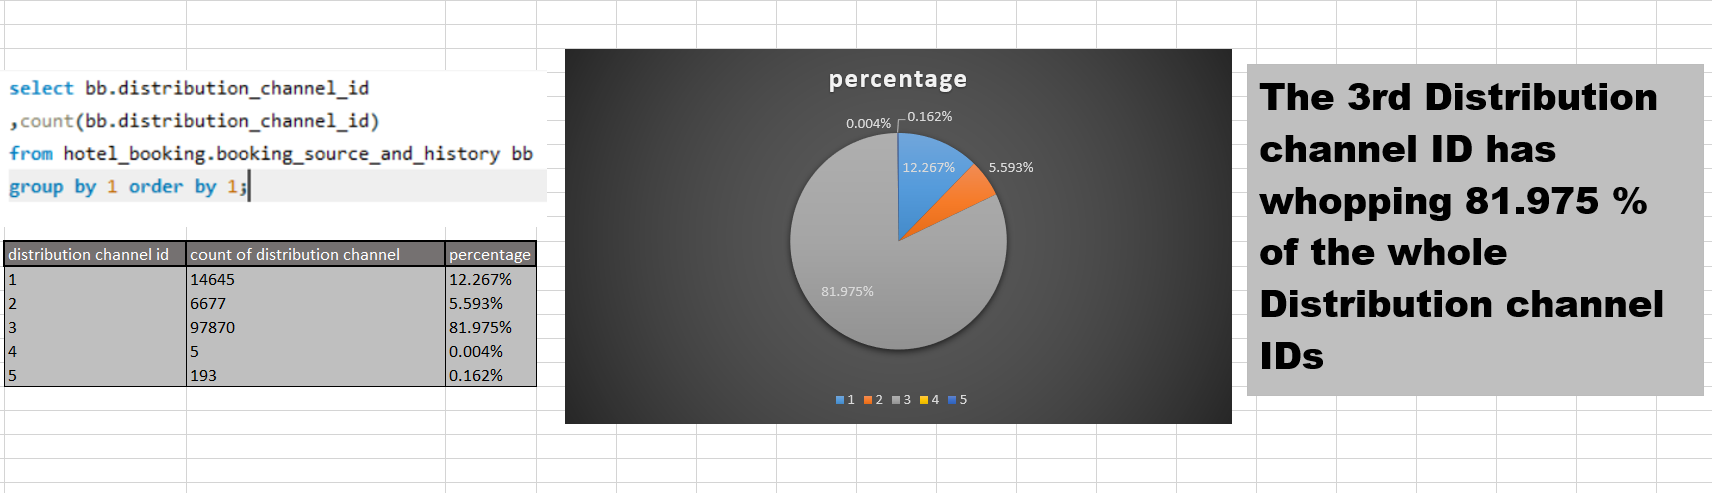 select bb.distribution_channel_id
,count(bb.distribution_channel_id)
from hotel_booking.booking_source_and_history bb
group by 1 order by 1;
distribution channel id count of distribution channel percentage
1 14645 12.267%
2 6677 5.593%
3 97870 81.975%
4 5 0.004%
5 193 0.162%
percentage
0.004% 0.162%
12.267% 5.593%
81.975%
1 2 3 4 5
The 3rd Distribution
channel ID has
whopping 81.975 %
of the whole
Distribution channel
IDs